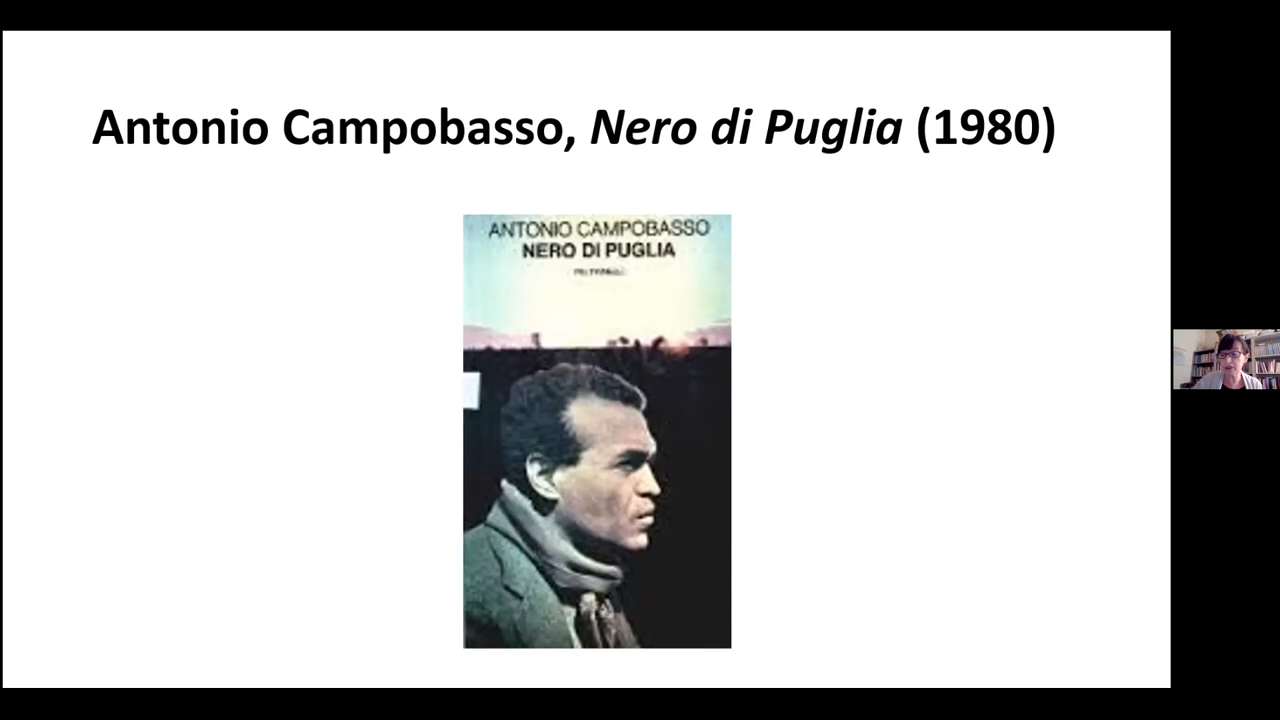 Antonio Campobasso, Nero di Puglia (1980)
ANTONIO CAMPOBASSO
NERO DI PUGLIA